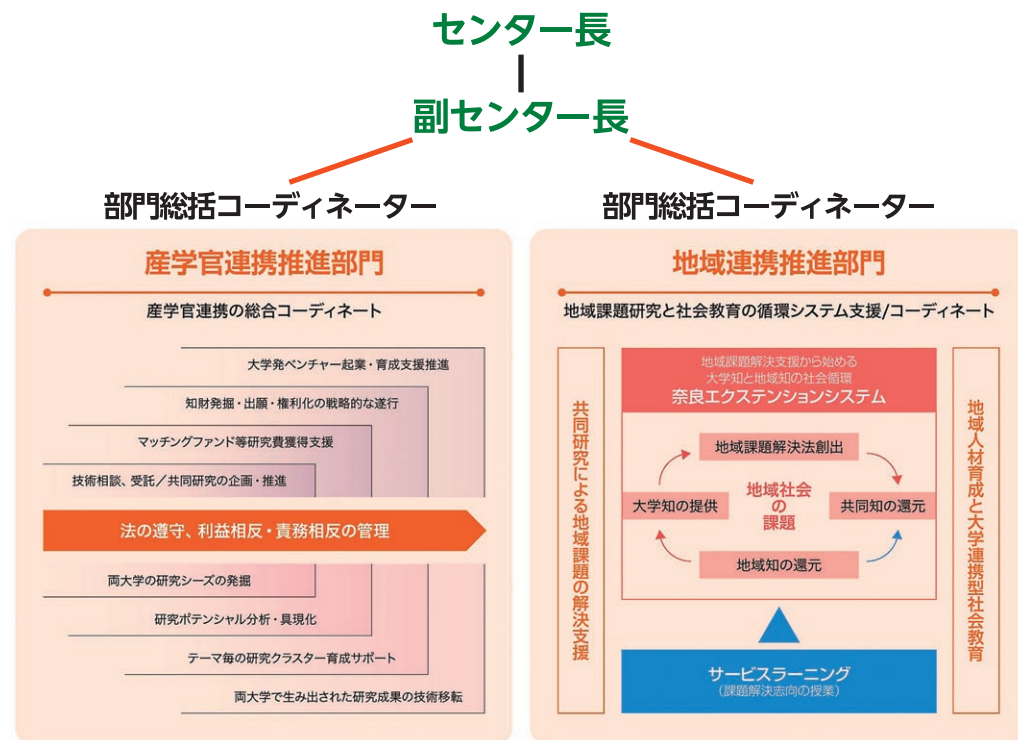 センター長
副センター長
部門総括コーディネーター
産学官連携推進部門
産学官連携の総合コーディネート
大学発ベンチャー起業・育成支援推進
知財発掘・出願・権利化の戦略的な遂行
マッチングファンド等研究費獲得支援
技術相談、受託／共同研究の企画・推進
法の遵守、利益相反・責務相反の管理
両大学の研究シーズの発掘
研究ポテンシャル分析・具現化
テーマ毎の研究クラスター育成サポート
両大学で生み出された研究成果の技術移転
部門総括コーディネーター
地域連携推進部門
地域課題研究と社会教育の循環システム支援/コーディネート
共同研究による地域課題の解決支援
地域課題解決支援から始める
大学知と地域知の社会循環
奈良エクステンションシステム
地域課題解決法創出
大学知の提供
地域社会
の
課題
共同知の還元
地域知の還元
サービスラーニング
（課題解決志向の授業）
地域人材育成と大学連携型社会教育